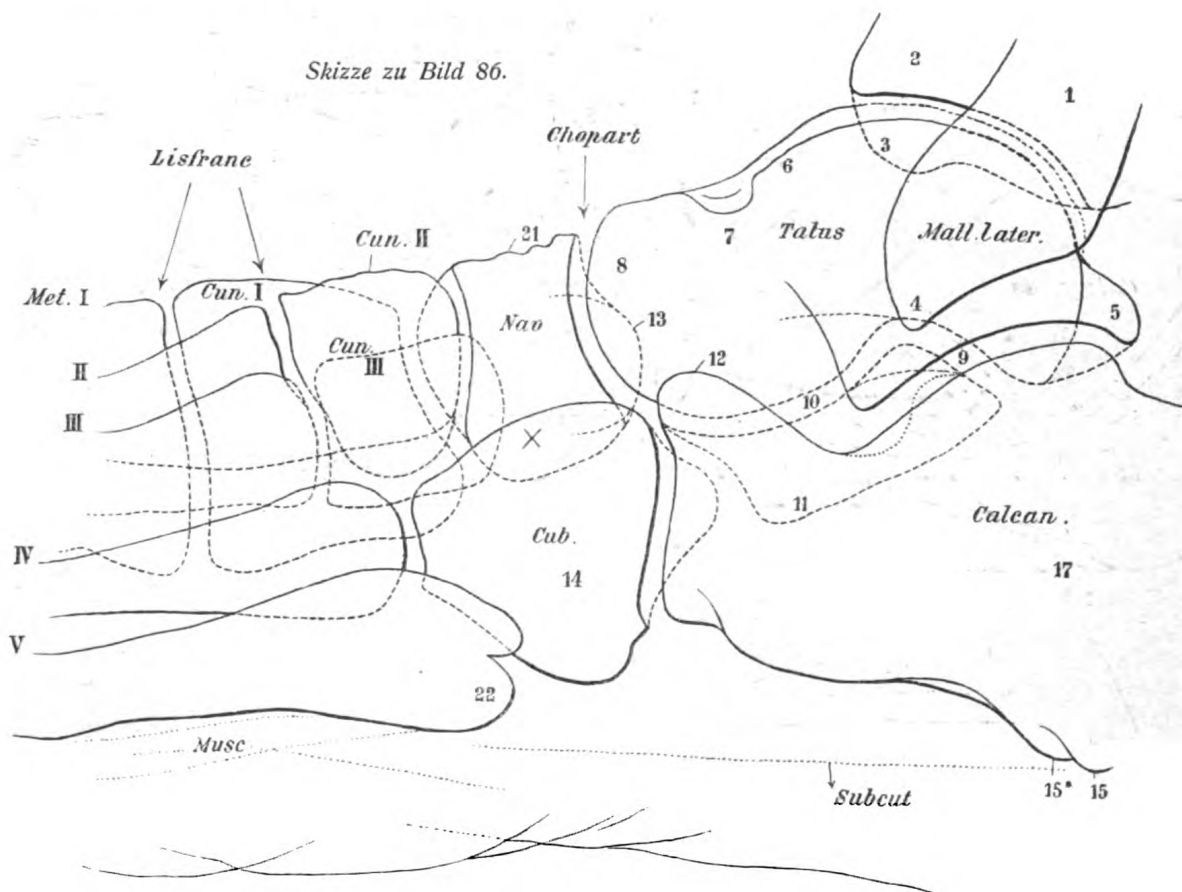 Skizze zu Bild 86.
2
1
Chopart
Lisfranc
3
6
Cun. II
21
7
Talus
Mall. later.
8
Met. I
Cun. I
Nav
13
4
5
Cun. III
II
12
9
III
10
X
11
Calcan.
Cub.
IV
14
17
V
22
Musc
Subcut
15*
15